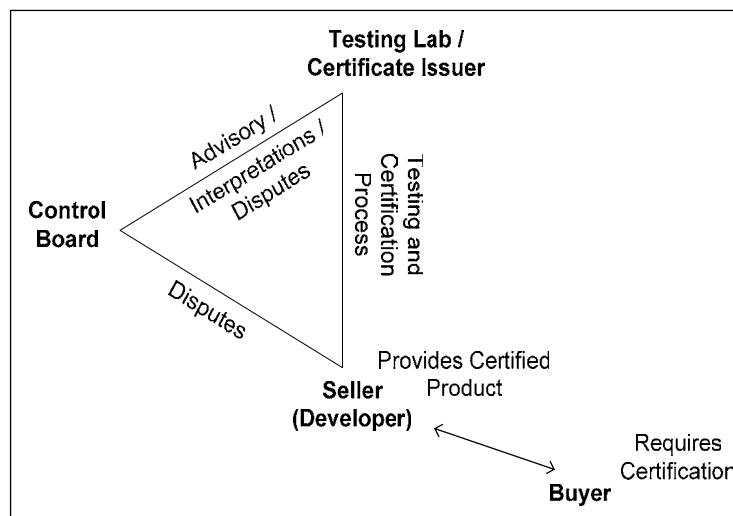 Testing Lab /
Certificate Issuer
Advisory /
Interpretations /
Disputes
Control
Board
Testing and
Certification
Process
Disputes
Provides Certified
Product
Seller
(Developer)
Requires
Certification
Buyer